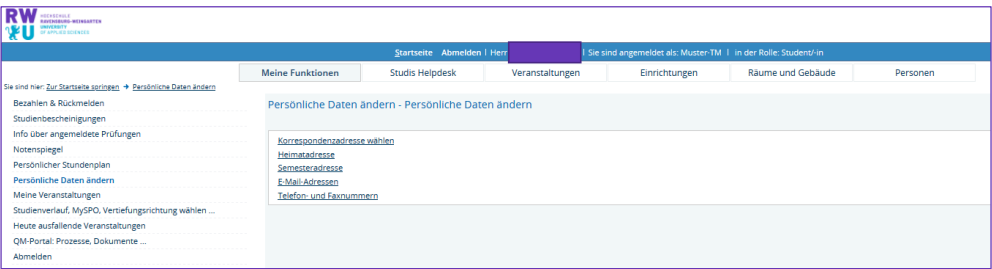 RW
U
HOCHSCHULE
RAVENSBURG-WEINGARTEN
UNIVERSITY
OF APPLIED SCIENCES
Startseite Abmelden | Herr | Sie sind angemeldet als: Muster-TM | in der Rolle: Student/-in
Meine Funktionen Studis Helpdesk Veranstaltungen Einrichtungen Räume und Gebäude Personen
Sie sind hier: Zur Startseite springen → Persönliche Daten ändern
Bezahlen & Rückmelden
Studienbescheinigungen
Info über angemeldete Prüfungen
Notenspiegel
Persönlicher Stundenplan
Persönliche Daten ändern
Meine Veranstaltungen
Studienverlauf, MySPO, Vertiefungsrichtung wählen ...
Heute ausfallende Veranstaltungen
QM-Portal: Prozesse, Dokumente ...
Abmelden
Persönliche Daten ändern - Persönliche Daten ändern
Korrespondenzadresse wählen
Heimatadresse
Semesteradresse
E-Mail-Adressen
Telefon- und Faxnummern